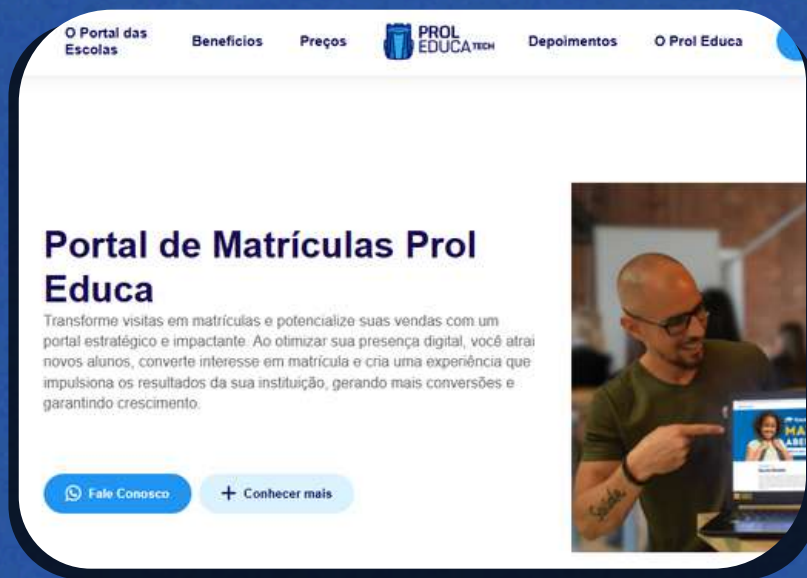 O Portal das
Escolas
Beneficios
Preços
PROL
EDUCA TECH
Depoimentos
O Prol Educa
Portal de Matrículas Prol
Educa
Transforme visitas em matrículas e potencialize suas vendas com um
portal estratégico e impactante. Ao otimizar sua presença digital, você atrai
novos alunos, converte interesse em matrícula e cria uma experiência que
impulsiona os resultados da sua instituição, gerando mais conversões e
garantindo crescimento.
Fale Conosco
+ Conhecer mais
Saúde